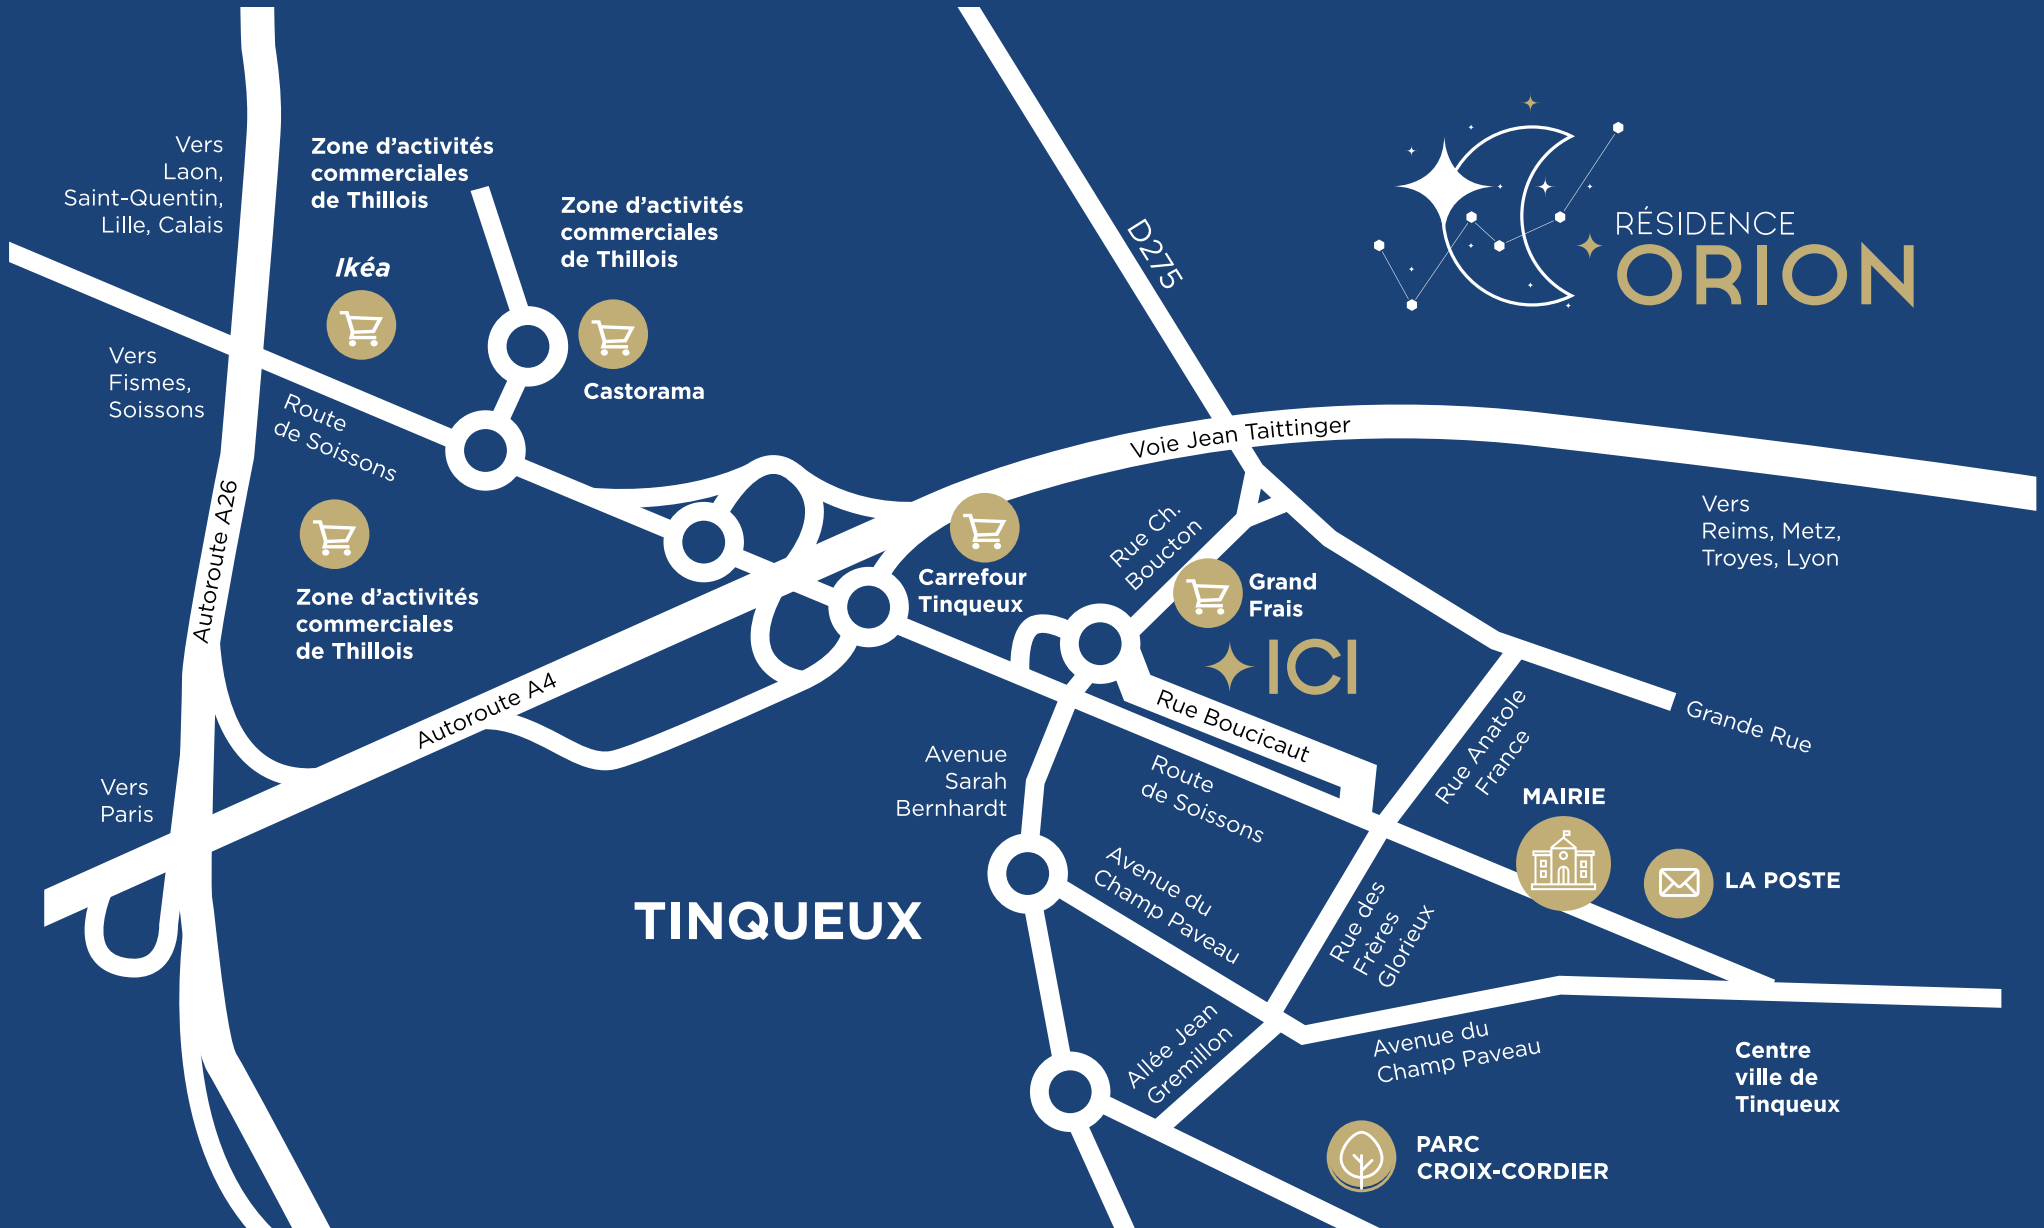 Vers
Laon,
Saint-Quentin,
Lille, Calais
Zone d'activités
commerciales
de Thillois
Zone d'activités
commerciales
de Thillois
Ikéa
Castorama
D275
RÉSIDENCE
ORION
Vers
Fismes,
Soissons
Route
de Soissons
Voie Jean Taittinger
Autoroute A26
Zone d'activités
commerciales
de Thillois
Carrefour
Tinqueux
Rue Ch.
Boucton
Grand
Frais
Vers
Reims, Metz,
Troyes, Lyon
ICI
Autoroute A4
Rue Boucicaut
Rue Anatole
France
Grande Rue
Vers
Paris
Avenue
Sarah
Bernhardt
Route
de Soissons
MAIRIE
LA POSTE
TINQUEUX
Avenue du
Champ Paveau
Rue des
Frères
Glorieux
Allée Jean
Gremillon
Avenue du
Champ Paveau
Centre
ville de
Tinqueux
PARC
CROIX-CORDIER